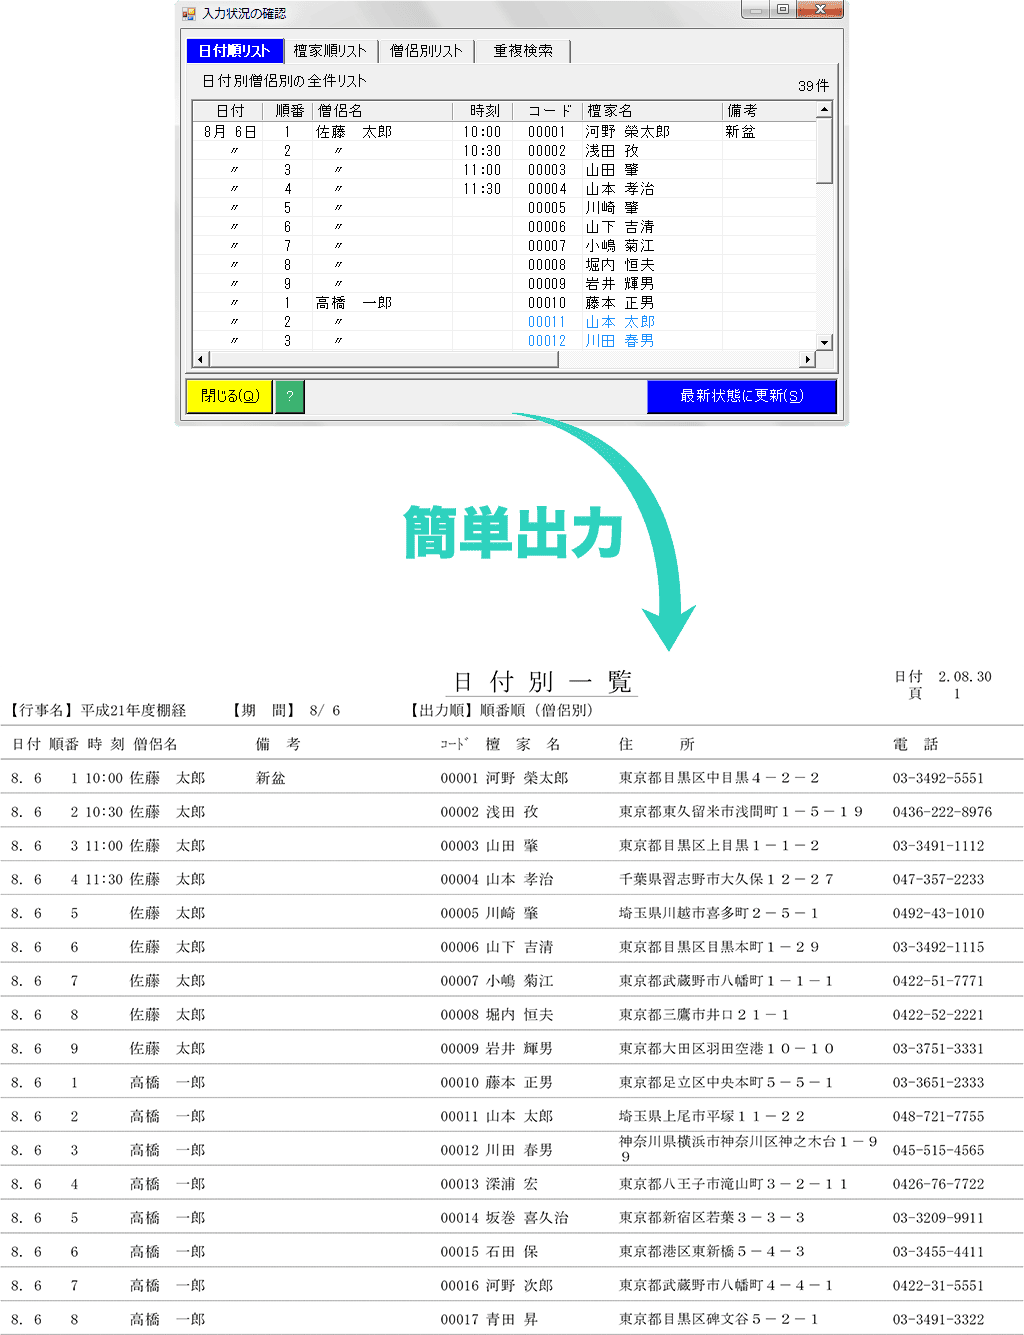 入力状況の確認
日付順リスト 檀家順リスト 僧侶別リスト 重複検索
日付別僧侶別の全件リスト 39件
日付 順番 僧侶名 時刻 コード 檀家名 備考
8月 6日 1 佐藤 太郎 10:00 00001 河野 榮太郎 新盆
〃 2 〃 10:30 00002 浅田 孜
〃 3 〃 11:00 00003 山田 肇
〃 4 〃 11:30 00004 山本 孝治
〃 5 〃 00005 川崎 肇
〃 6 〃 00006 山下 吉清
〃 7 〃 00007 小嶋 菊江
〃 8 〃 00008 堀内 恒夫
〃 9 〃 00009 岩井 輝男
〃 1 高橋 一郎 00010 藤本 正男
〃 2 〃 00011 山本 太郎
〃 3 〃 00012 川田 春男
閉じる(Q) ? 最新状態に更新(S)
簡単出力
日付別一覧 日付 2.08.30
頁 1
【行事名】平成21年度棚経 【期 間】 8/ 6 【出力順】順番順（僧侶別）
日付 順番 時 刻 僧侶名 備 考 ｺｰﾄﾞ 檀 家 名 住 所 電 話
8. 6 1 10:00 佐藤 太郎 新盆 00001 河野 榮太郎 東京都目黒区中目黒４－２－２ 03-3492-5551
8. 6 2 10:30 佐藤 太郎 00002 浅田 孜 東京都東久留米市浅間町１－５－１９ 0436-222-8976
8. 6 3 11:00 佐藤 太郎 00003 山田 肇 東京都目黒区上目黒１－１－２ 03-3491-1112
8. 6 4 11:30 佐藤 太郎 00004 山本 孝治 千葉県習志野市大久保１２－２７ 047-357-2233
8. 6 5 佐藤 太郎 00005 川崎 肇 埼玉県川越市喜多町２－５－１ 0492-43-1010
8. 6 6 佐藤 太郎 00006 山下 吉清 東京都目黒区目黒本町１－２９ 03-3492-1115
8. 6 7 佐藤 太郎 00007 小嶋 菊江 東京都武蔵野市八幡町１－１－１ 0422-51-7771
8. 6 8 佐藤 太郎 00008 堀内 恒夫 東京都三鷹市井口２１－１ 0422-52-2221
8. 6 9 佐藤 太郎 00009 岩井 輝男 東京都大田区羽田空港１０－１０ 03-3751-3331
8. 6 1 高橋 一郎 00010 藤本 正男 東京都足立区中央本町５－５－１ 03-3651-2333
8. 6 2 高橋 一郎 00011 山本 太郎 埼玉県上尾市平塚１１－２２ 048-721-7755
8. 6 3 高橋 一郎 00012 川田 春男 神奈川県横浜市神奈川区神之木台１－９ 045-515-4565
９
8. 6 4 高橋 一郎 00013 深浦 宏 東京都八王子市滝山町３－２－１１ 0426-76-7722
8. 6 5 高橋 一郎 00014 坂巻 喜久治 東京都新宿区若葉３－３－３ 03-3209-9911
8. 6 6 高橋 一郎 00015 石田 保 東京都港区東新橋５－４－３ 03-3455-4411
8. 6 7 高橋 一郎 00016 河野 次郎 東京都武蔵野市八幡町４－４－１ 0422-31-5551
8. 6 8 高橋 一郎 00017 青田 昇 東京都目黒区碑文谷５－２－１ 03-3491-3322